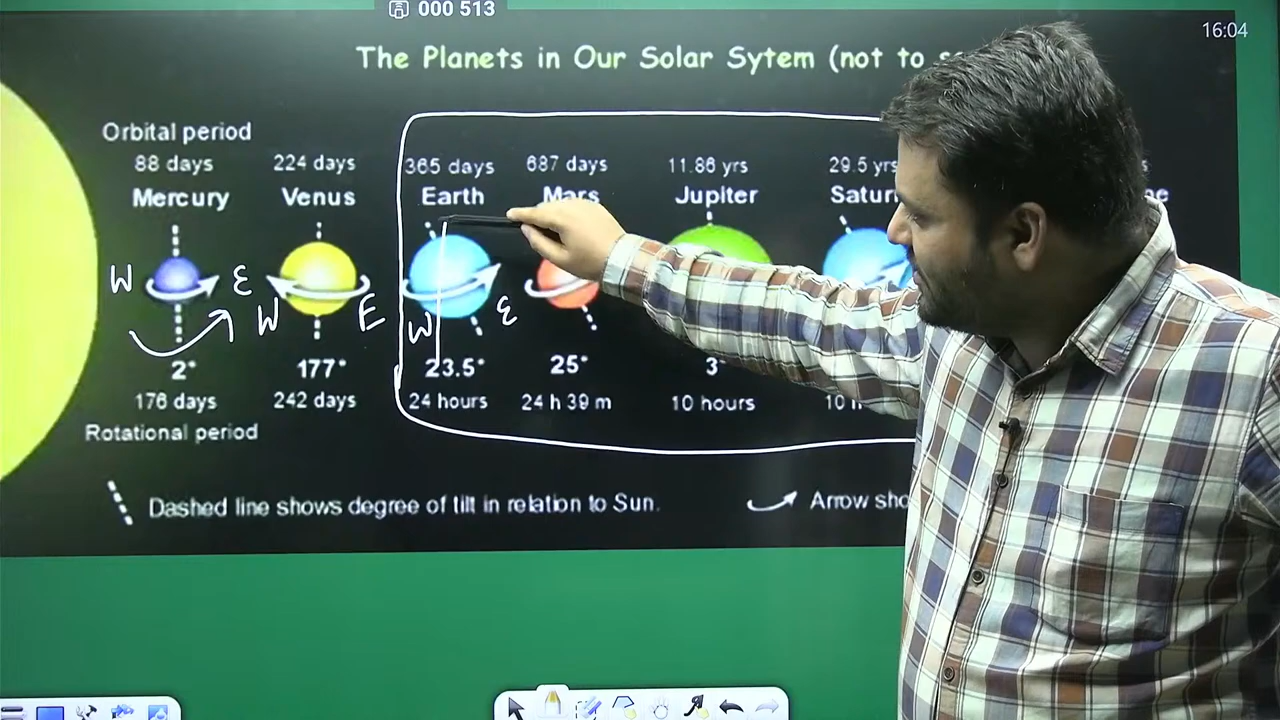 000 513
16:04
The Planets in Our Solar Sytem (not to
Orbital period
88 days 224 days 365 days 687 days 11.86 yrs 29.5 yrs
Mercury Venus Earth Mars Jupiter Saturn
W E W E W E
2° 177° 23.5° 25° 3°
176 days 242 days 24 hours 24 h 39 m 10 hours 10 h
Rotational period
Dashed line shows degree of tilt in relation to Sun. Arrow sho